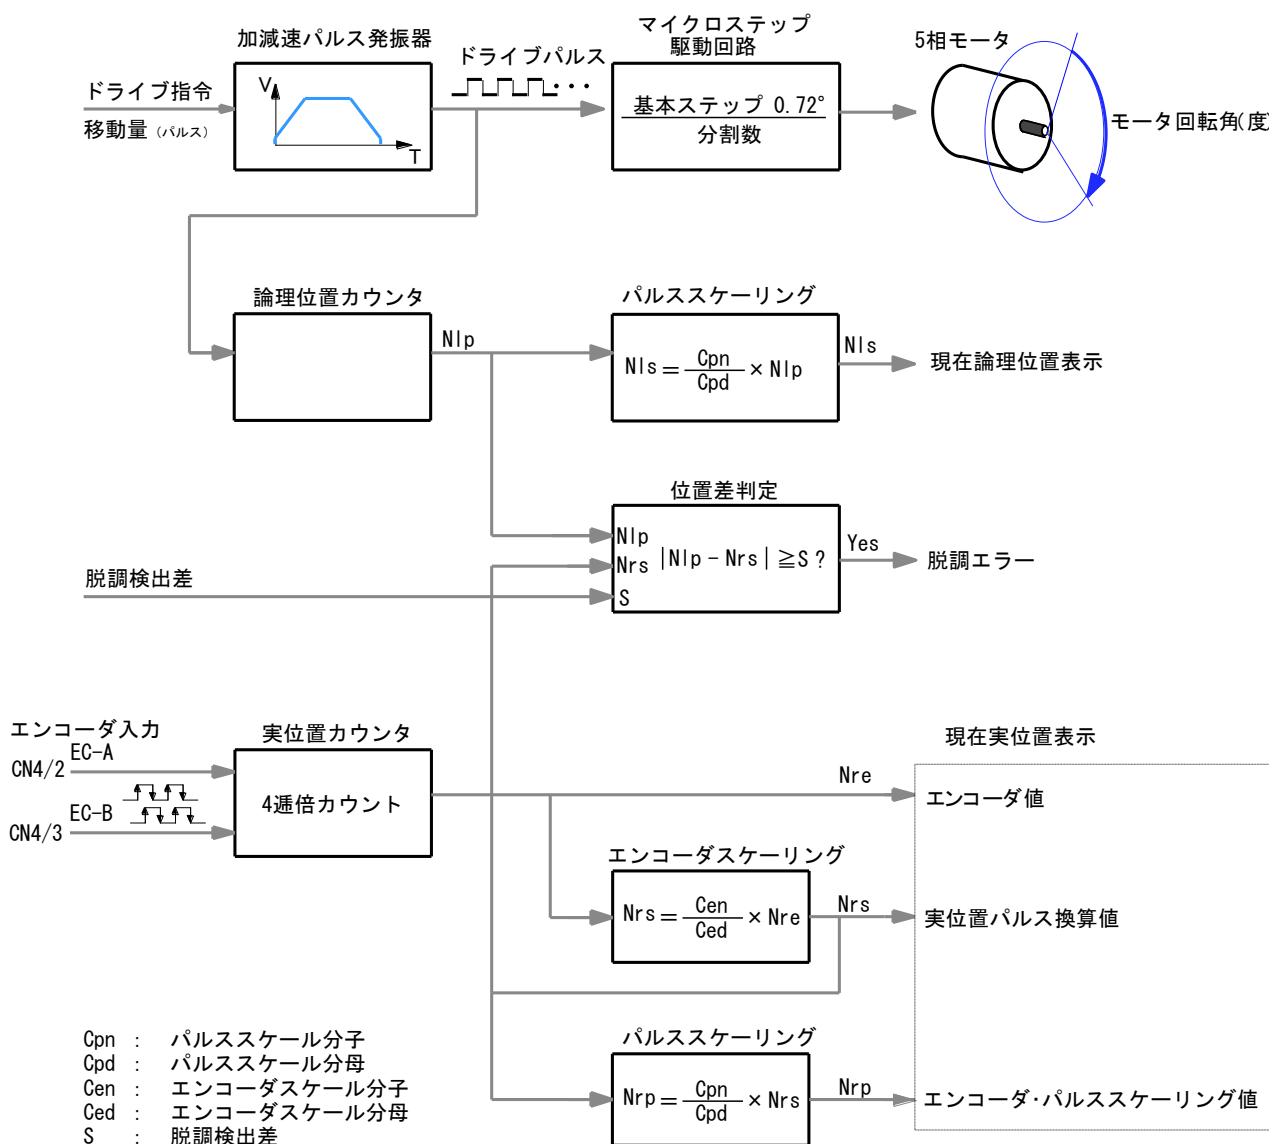 加減速パルス発振器
マイクロステップ
駆動回路
5相モータ
ドライブパルス
ドライブ指令
移動量 (パルス)
V
T
基本ステップ 0.72°
分割数
モータ回転角(度)
論理位置カウンタ
パルススケーリング
Nlp
Nls = Cpn / Cpd × Nlp
Nls
現在論理位置表示
位置差判定
Nlp
Nrs
S
|Nlp - Nrs| ≧S ?
Yes
脱調エラー
脱調検出差
エンコーダ入力
EC-A
CN4/2
EC-B
CN4/3
実位置カウンタ
4逓倍カウント
現在実位置表示
Nre
エンコーダ値
エンコーダスケーリング
Nrs = Cen / Ced × Nre
Nrs
実位置パルス換算値
パルススケーリング
Nrp = Cpn / Cpd × Nrs
Nrp
エンコーダ・パルススケーリング値
Cpn : パルススケール分子
Cpd : パルススケール分母
Cen : エンコーダスケール分子
Ced : エンコーダスケール分母
S : 脱調検出差